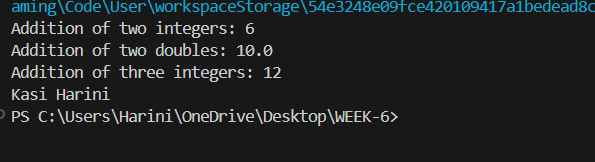 aming\Code\User\workspaceStorage\54e3248e09fce420109417a1bedead8c
Addition of two integers: 6
Addition of two doubles: 10.0
Addition of three integers: 12
Kasi Harini
PS C:\Users\Harini\OneDrive\Desktop\WEEK-6>